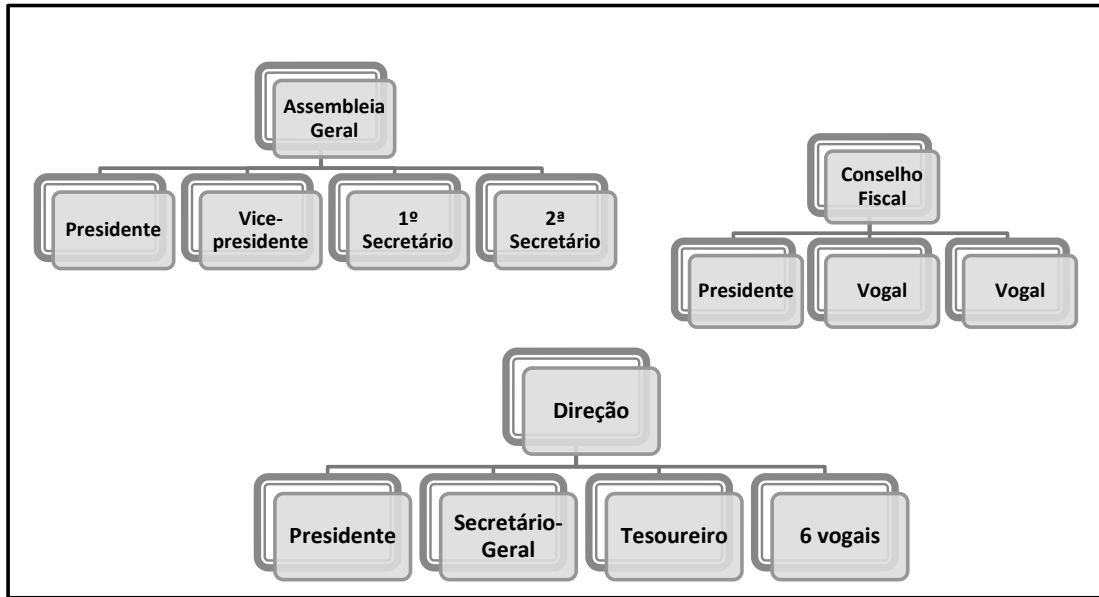 Assembleia
Geral
Presidente
Vice-
presidente
1º
Secretário
2ª
Secretário
Conselho
Fiscal
Presidente
Vogal
Vogal
Direção
Presidente
Secretário-
Geral
Tesoureiro
6 vogais